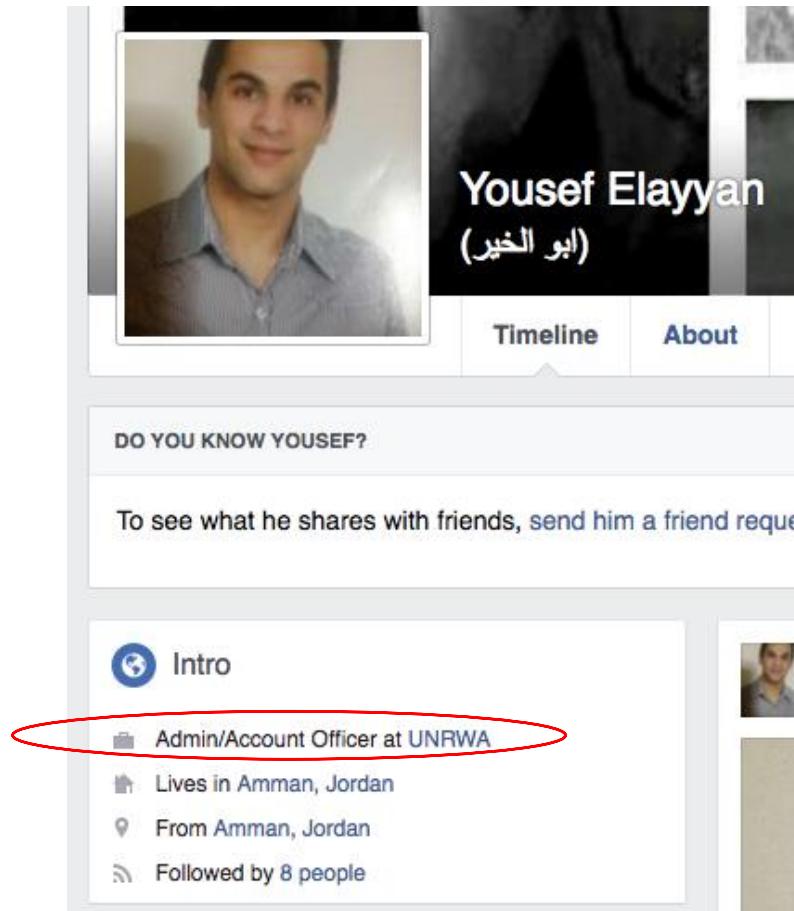 Yousef Elayyan
(ابو الخير)
Timeline
About
DO YOU KNOW YOUSEF?
To see what he shares with friends, send him a friend reque
Intro
Admin/Account Officer at UNRWA
Lives in Amman, Jordan
From Amman, Jordan
Followed by 8 people